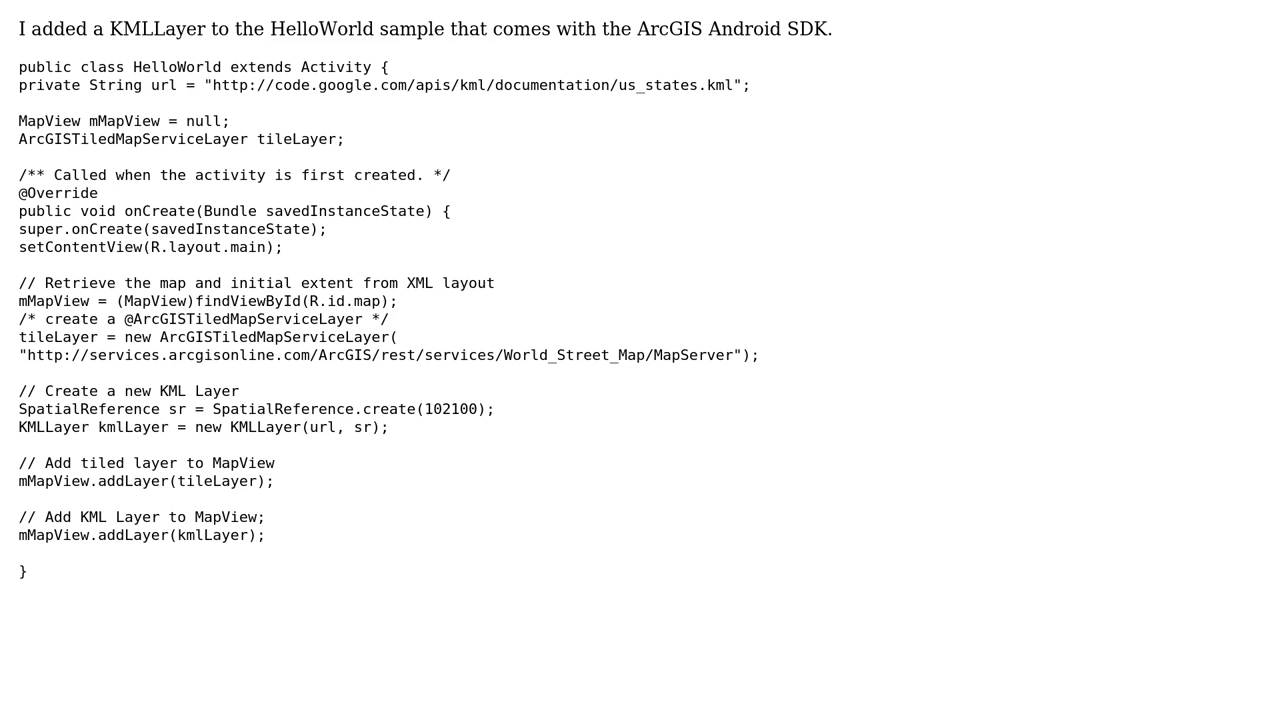 I added a KMLLayer to the HelloWorld sample that comes with the ArcGIS Android SDK.
public class HelloWorld extends Activity {
private String url = "http://code.google.com/apis/kml/documentation/us_states.kml";
MapView mMapView = null;
ArcGISTiledMapServiceLayer tileLayer;
/** Called when the activity is first created. */
@Override
public void onCreate(Bundle savedInstanceState) {
super.onCreate(savedInstanceState);
setContentView(R.layout.main);
// Retrieve the map and initial extent from XML layout
mMapView = (MapView)findViewById(R.id.map);
/* create a @ArcGISTiledMapServiceLayer */
tileLayer = new ArcGISTiledMapServiceLayer(
"http://services.arcgisonline.com/ArcGIS/rest/services/World_Street_Map/MapServer");
// Create a new KML Layer
SpatialReference sr = SpatialReference.create(102100);
KMLLayer kmlLayer = new KMLLayer(url, sr);
// Add tiled layer to MapView
mMapView.addLayer(tileLayer);
// Add KML Layer to MapView;
mMapView.addLayer(kmlLayer);
}